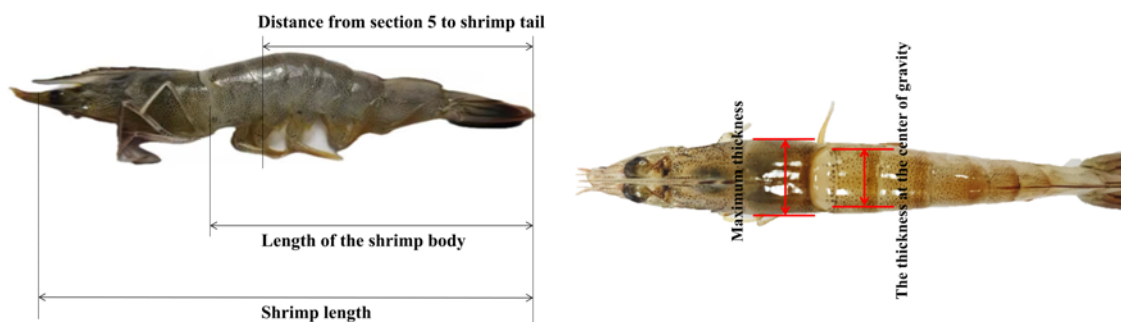 Distance from section 5 to shrimp tail
Length of the shrimp body
Shrimp length
Maximum thickness
The thickness at the center of gravity